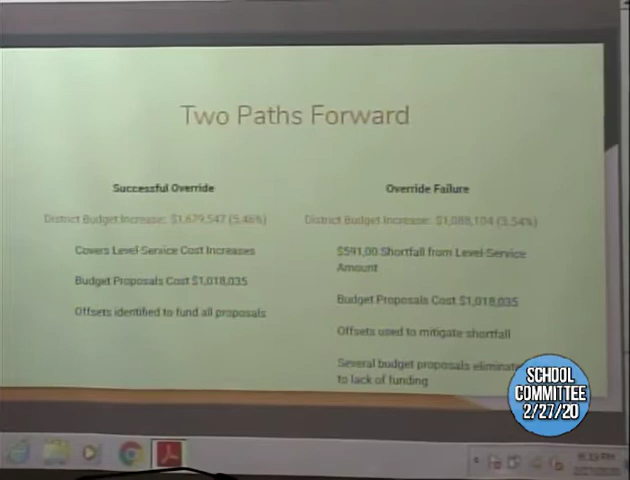 Two Paths Forward
Successful Override
District Budget Increase: $1,679,547 (5.46%)
Covers Level Service Cost Increases
Budget Proposals Cost $1,018,035
Offsets identified to fund all proposals
Override Failure
District Budget Increase: $1,088,104 (3.54%)
$591,00 Shortfall from Level-Service
Amount
Budget Proposals Cost $1,018,035
Offsets used to mitigate shortfall
Several budget proposals eliminate
to lack of funding
SCHOOL
COMMITTEE
2/27/20